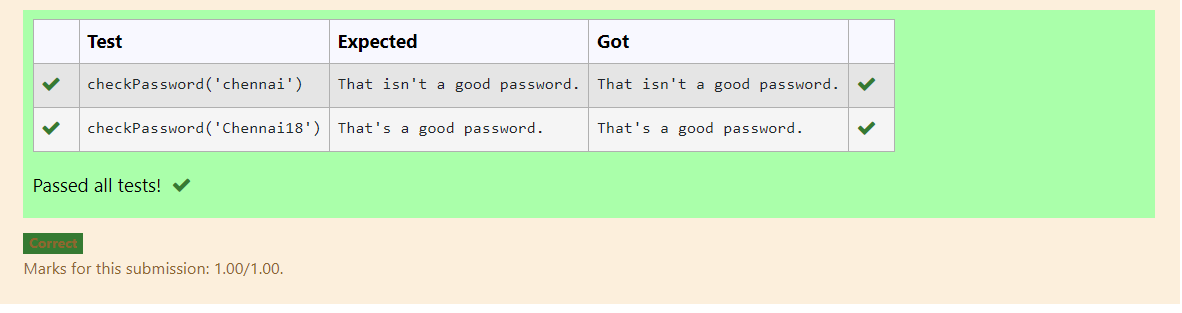 Test Expected Got
checkPassword('chennai') That isn't a good password. That isn't a good password.
checkPassword('Chennai18') That's a good password. That's a good password.
Passed all tests!
Correct
Marks for this submission: 1.00/1.00.